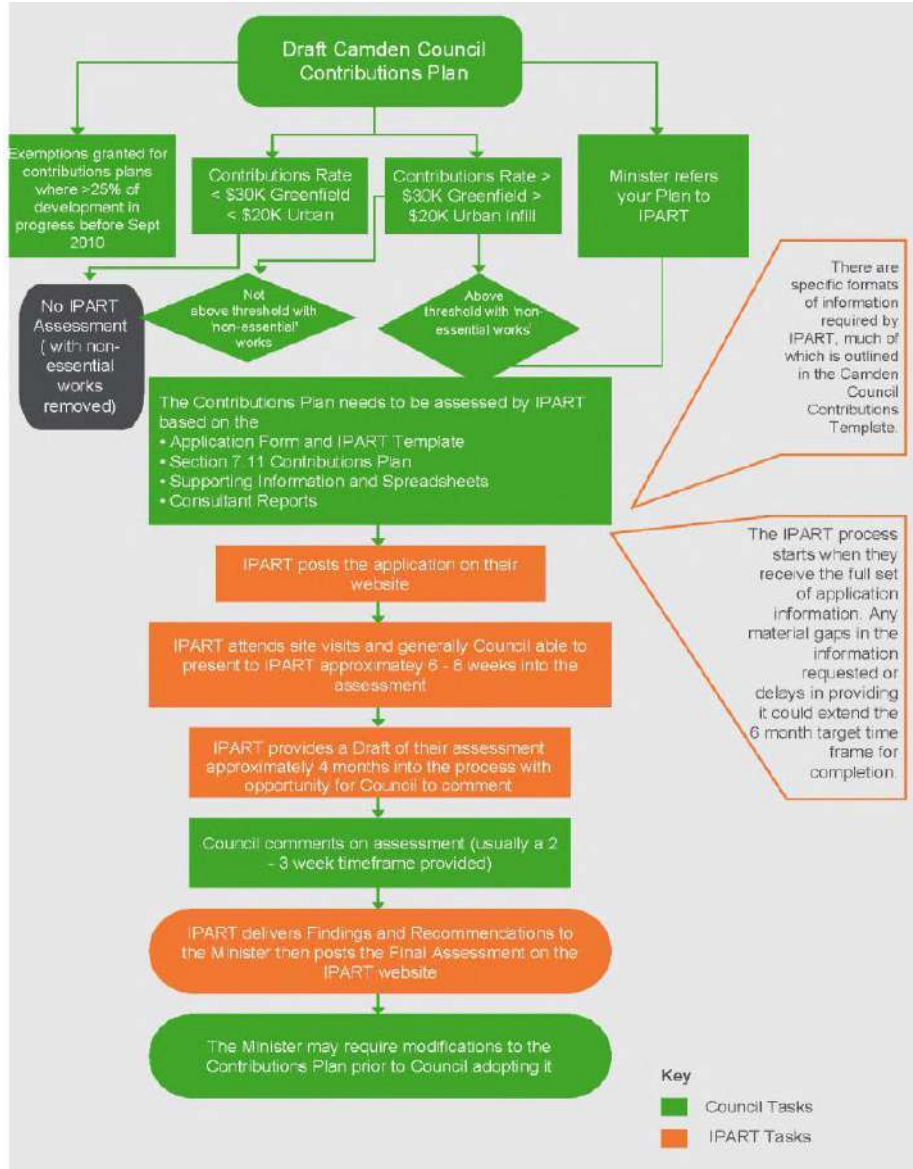 Draft Camden Council
Contributions Plan
Exemptions granted for
contributions plans
where >25% of
development in
progress before Sept
2010
Contributions Rate
< $30K Greenfield
< $20K Urban
Contributions Rate >
$30K Greenfield >
$20K Urban Infill
Minister refers
your Plan to
IPART
No IPART
Assessment
( with non-
essential
works
removed)
Not
above threshold with
'non-essential'
works
Above
threshold with 'non-
essential works'
There are
specific formats
of information
required by
IPART, much of
which is outlined
in the Camden
Council
Contributions
Template.
The Contributions Plan needs to be assessed by IPART
based on the
• Application Form and IPART Template
• Section 7.11 Contributions Plan
• Supporting Information and Spreadsheets
• Consultant Reports
The IPART process
starts when they
receive the full set
of application
information. Any
material gaps in the
information
requested or
delays in providing
it could extend the
6 month target time
frame for
completion.
IPART posts the application on their
website
IPART attends site visits and generally Council able to
present to IPART approximately 6 - 8 weeks into the
assessment
IPART provides a Draft of their assessment
approximately 4 months into the process with
opportunity for Council to comment
Council comments on assessment (usually a 2
- 3 week timeframe provided)
IPART delivers Findings and Recommendations to
the Minister then posts the Final Assessment on the
IPART website
The Minister may require modifications to the
Contributions Plan prior to Council adopting it
Key
Council Tasks
IPART Tasks